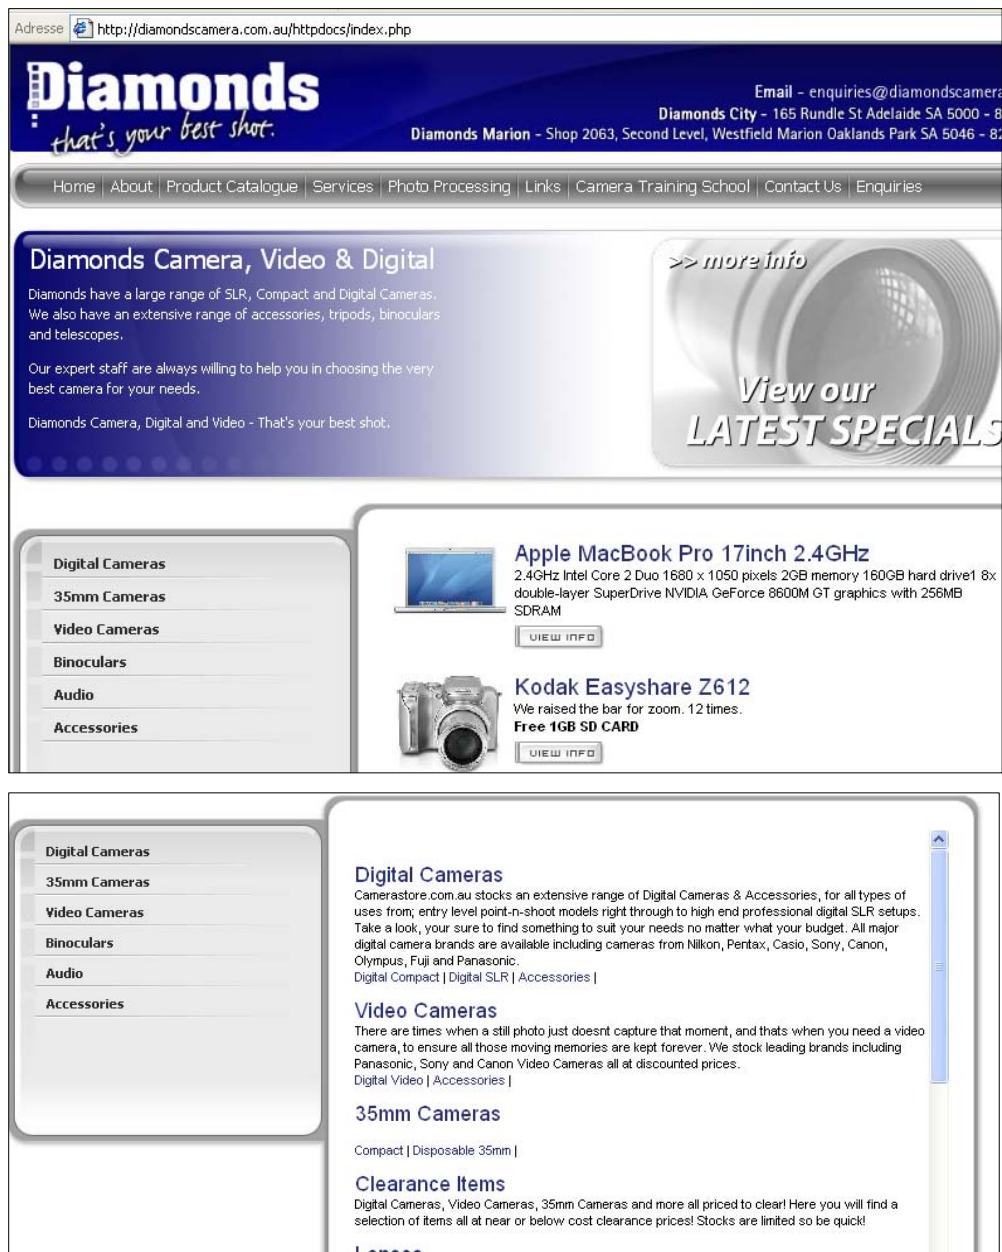 Adresse http://diamondscamera.com.au/httpdocs/index.php
Diamonds
that's your best shot.
Email - enquiries@diamondscamera
Diamonds City - 165 Rundle St Adelaide SA 5000 - 8
Diamonds Marion - Shop 2063, Second Level, Westfield Marion Oaklands Park SA 5046 - 82
Home About Product Catalogue Services Photo Processing Links Camera Training School Contact Us Enquiries
Diamonds Camera, Video & Digital
Diamonds have a large range of SLR, Compact and Digital Cameras.
We also have an extensive range of accessories, tripods, binoculars
and telescopes.
Our expert staff are always willing to help you in choosing the very
best camera for your needs.
Diamonds Camera, Digital and Video - That's your best shot.
>> more info
View our
LATEST SPECIALS
Digital Cameras
35mm Cameras
Video Cameras
Binoculars
Audio
Accessories
Apple MacBook Pro 17inch 2.4GHz
2.4GHz Intel Core 2 Duo 1680 x 1050 pixels 2GB memory 160GB hard drive1 8x
double-layer SuperDrive NVIDIA GeForce 8600M GT graphics with 256MB
SDRAM
VIEW INFO
Kodak Easyshare Z612
We raised the bar for zoom. 12 times.
Free 1GB SD CARD
VIEW INFO
Digital Cameras
35mm Cameras
Video Cameras
Binoculars
Audio
Accessories
Digital Cameras
Camerastore.com.au stocks an extensive range of Digital Cameras & Accessories, for all types of
uses from; entry level point-n-shoot models right through to high end professional digital SLR setups.
Take a look, your sure to find something to suit your needs no matter what your budget. All major
digital camera brands are available including cameras from Nilkon, Pentax, Casio, Sony, Canon,
Olympus, Fuji and Panasonic.
Digital Compact | Digital SLR | Accessories |
Video Cameras
There are times when a still photo just doesnt capture that moment, and thats when you need a video
camera, to ensure all those moving memories are kept forever. We stock leading brands including
Panasonic, Sony and Canon Video Cameras all at discounted prices.
Digital Video | Accessories |
35mm Cameras
Compact | Disposable 35mm |
Clearance Items
Digital Cameras, Video Cameras, 35mm Cameras and more all priced to clear! Here you will find a
selection of items all at near or below cost clearance prices! Stocks are limited so be quick!